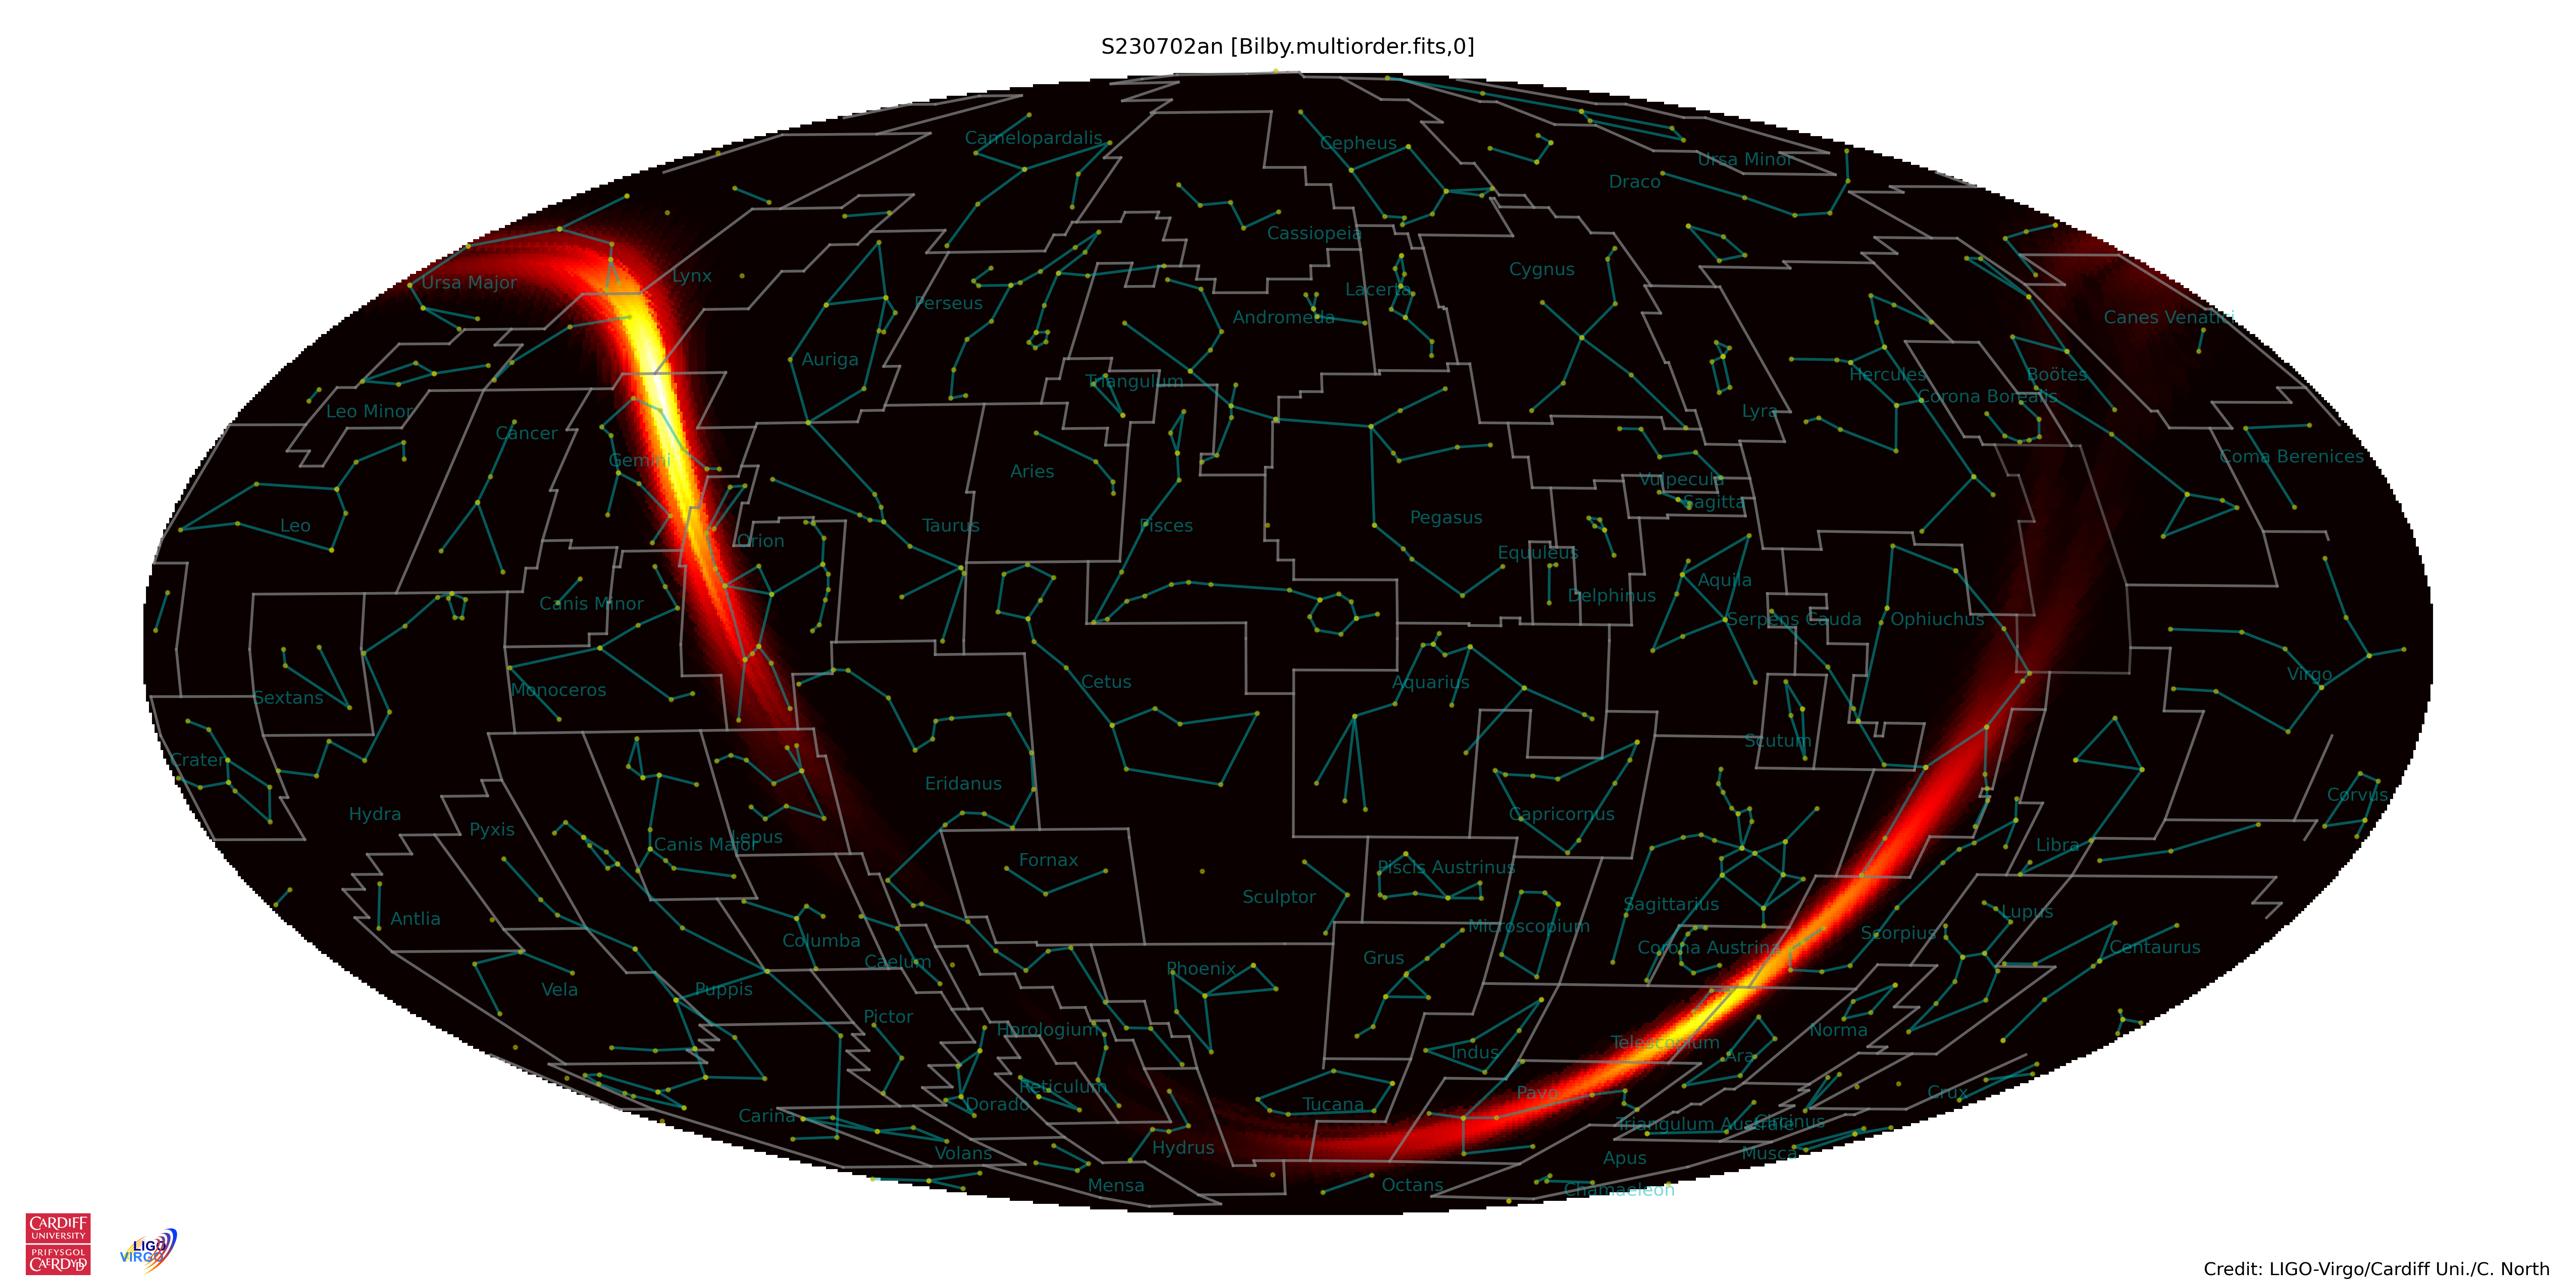 S230702an [Bilby.multiorder.fits,0]
Camelopardalis
Cepheus
Ursa Minor
Draco
Cassiopeia
Ursa Major
Lynx
Perseus
Andromeda
Lacerta
Cygnus
Canes Venatici
Auriga
Triangulum
Hercules
Boötes
Corona Borealis
Leo Minor
Lyra
Cancer
Gemini
Aries
Coma Berenices
Vulpecula
Sagitta
Leo
Orion
Taurus
Pisces
Pegasus
Equuleus
Aquila
Delphinus
Canis Minor
Serpens Cauda
Ophiuchus
Sextans
Monoceros
Cetus
Aquarius
Virgo
Crater
Scutum
Eridanus
Hydra
Pyxis
Canis Major
Lepus
Capricornus
Corvus
Libra
Fornax
Piscis Austrinus
Sculptor
Sagittarius
Antlia
Columba
Microscopium
Lupus
Scorpius
Corona Austrina
Centaurus
Caelum
Phoenix
Grus
Vela
Puppis
Pictor
Horologium
Indus
Telescopium
Ara
Norma
Reticulum
Pavo
Crux
Carina
Dorado
Tucana
Triangulum Australe
Circinus
Volans
Hydrus
Apus
Musca
Mensa
Octans
Chamaeleon
CARDIFF
UNIVERSITY
PRIFYSGOL
CAERDYDD
LIGO
VIRGO
Credit: LIGO-Virgo/Cardiff Uni./C. North